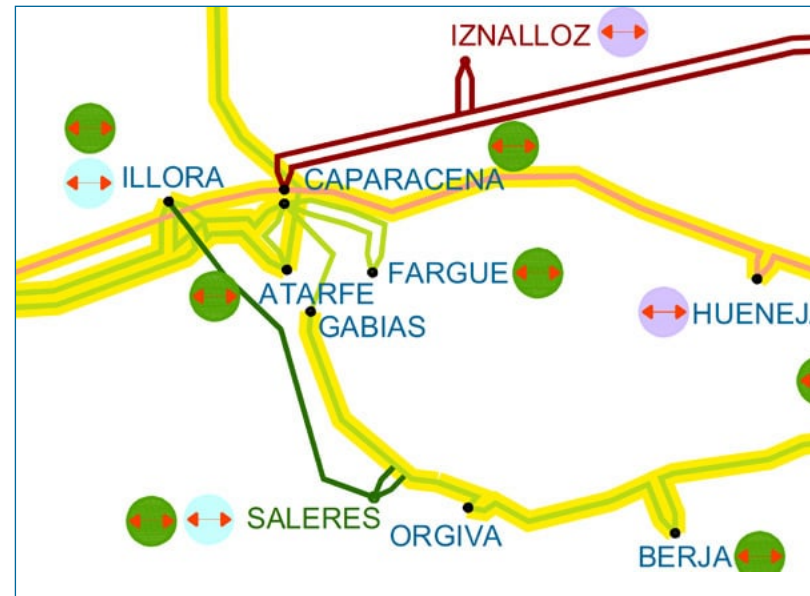 IZNALLOZ
ILLORA
CAPARACENA
ATARFE
FARGUE
GABIAS
HUENEJ
SALERES
ORGIVA
BERJA